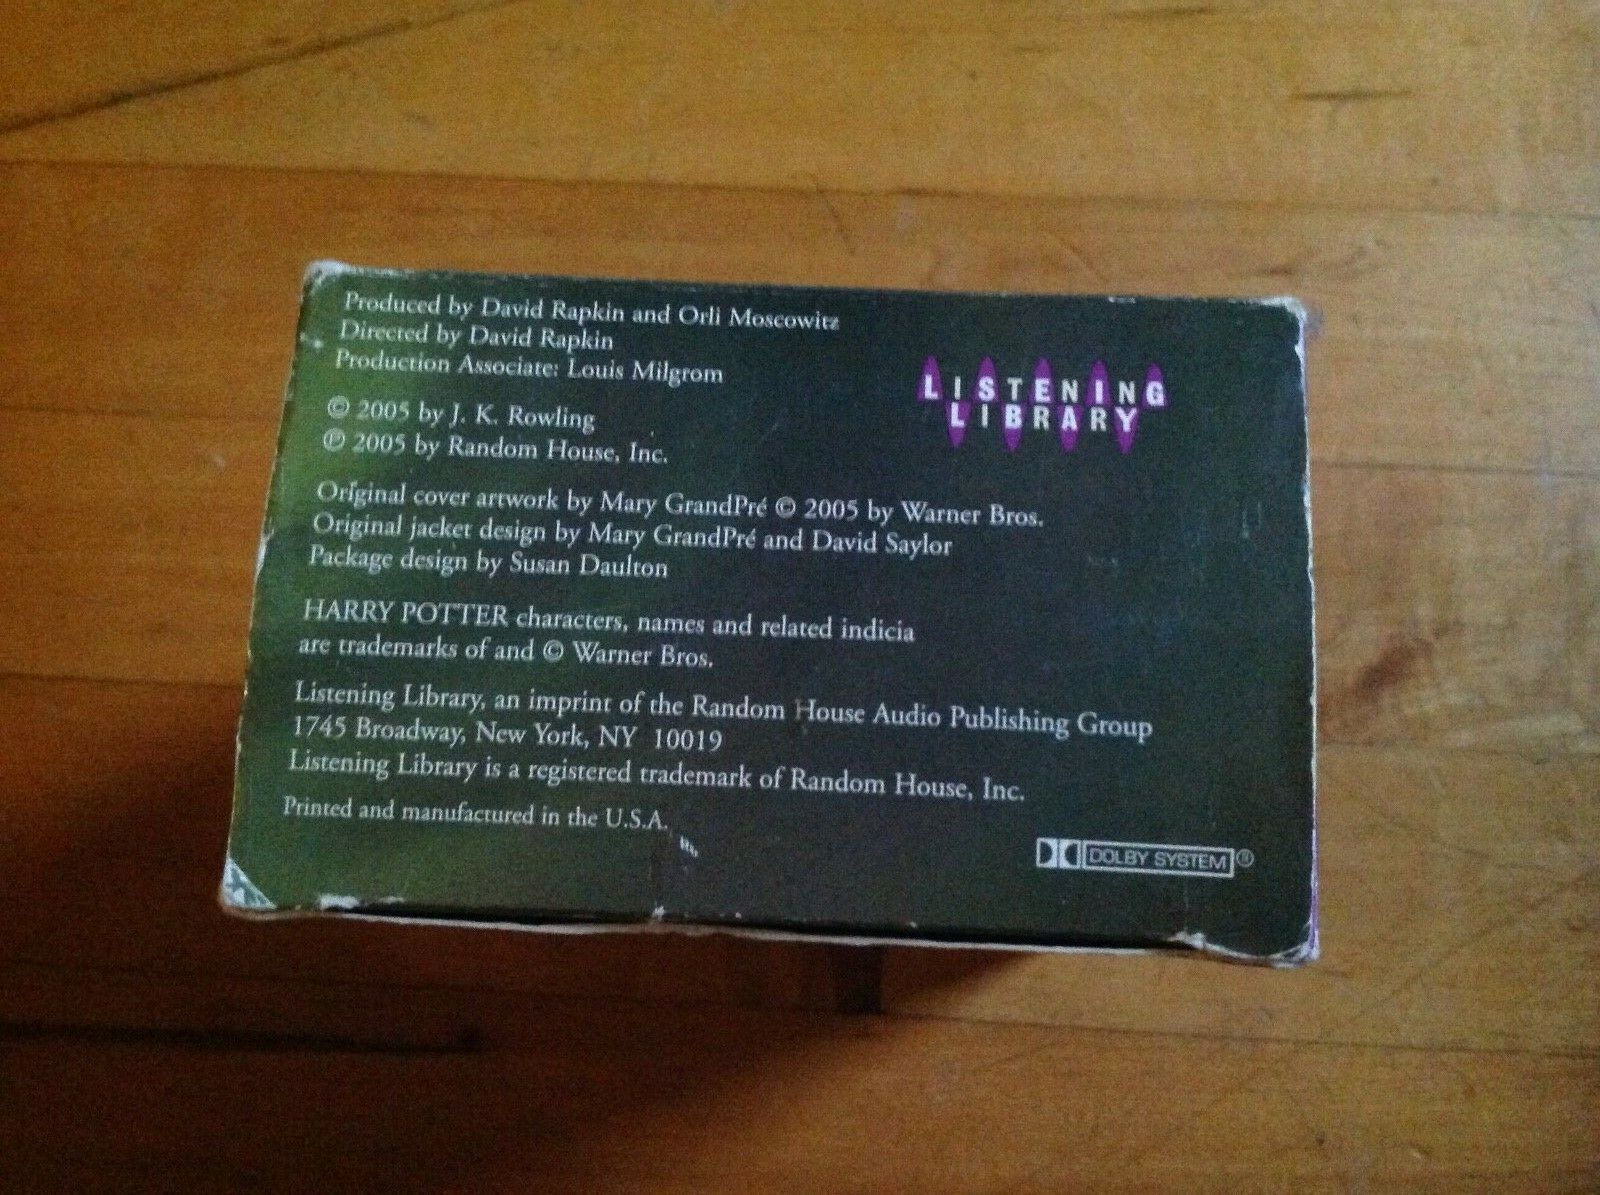 Produced by David Rapkin and Orli Moscowitz
Directed by David Rapkin
Production Associate: Louis Milgrom
© 2005 by J. K. Rowling
℗ 2005 by Random House, Inc.
LISTENING
LIBRARY
Original cover artwork by Mary GrandPré © 2005 by Warner Bros.
Original jacket design by Mary GrandPré and David Saylor
Package design by Susan Daulton
HARRY POTTER characters, names and related indicia
are trademarks of and © Warner Bros.
Listening Library, an imprint of the Random House Audio Publishing Group
1745 Broadway, New York, NY 10019
Listening Library is a registered trademark of Random House, Inc.
Printed and manufactured in the U.S.A.
DOLBY SYSTEM®